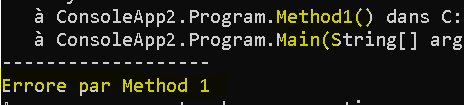 à ConsoleApp2.Program.Method1() dans C:
à ConsoleApp2.Program.Main(String[] arg
-------------------
Errore par Method 1